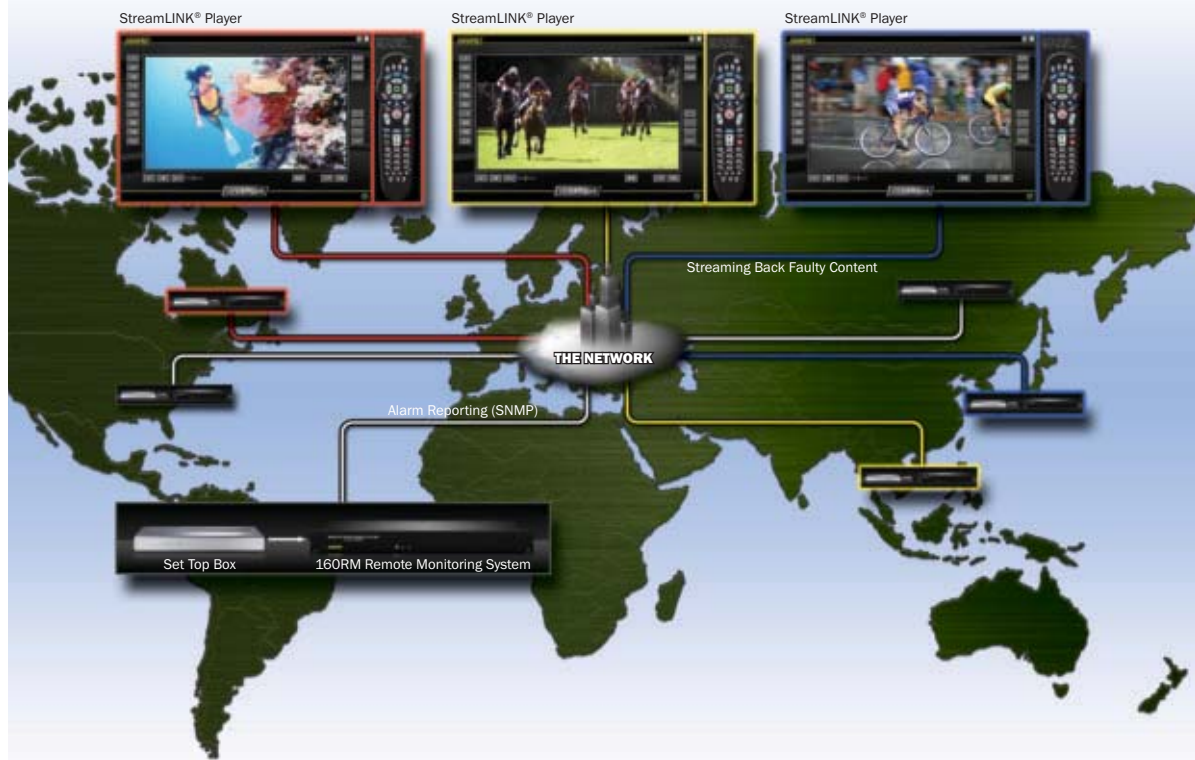 StreamLINK® Player
StreamLINK® Player
StreamLINK® Player
Streaming Back Faulty Content
THE NETWORK
Alarm Reporting (SNMP)
Set Top Box
160RM Remote Monitoring System